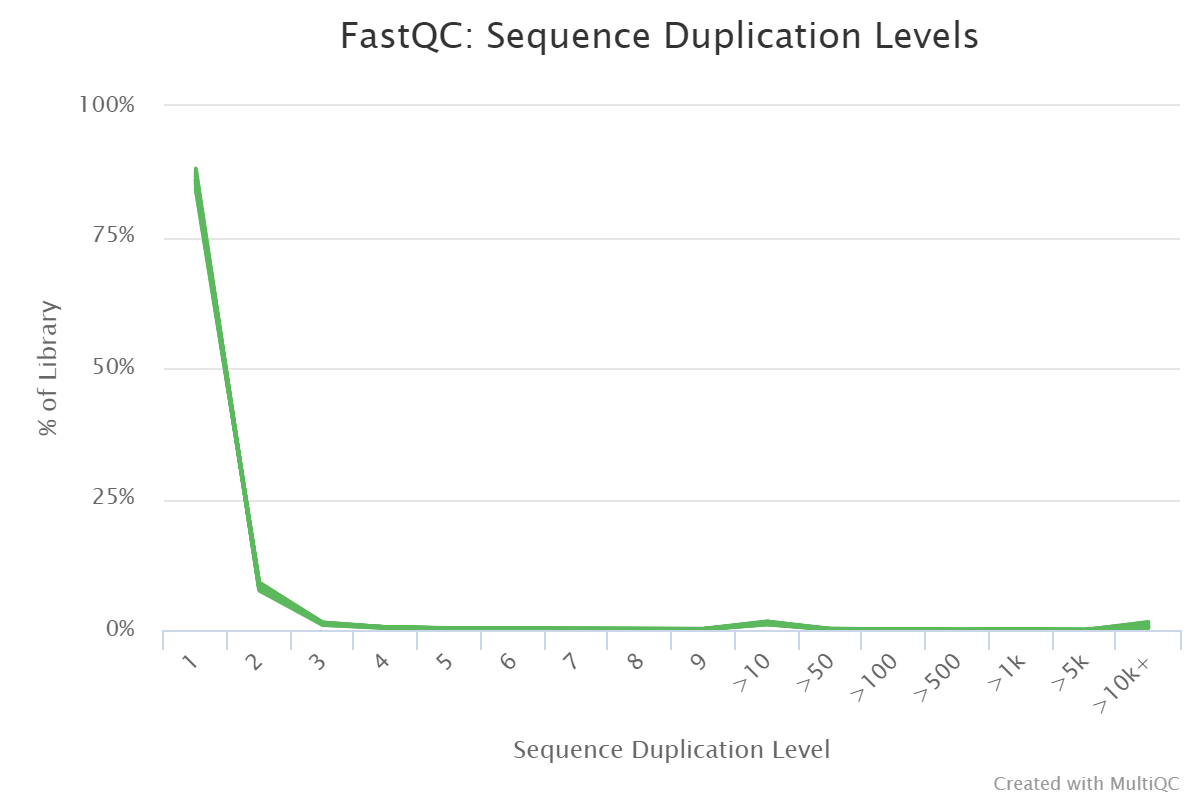 FastQC: Sequence Duplication Levels
100%
75%
50%
25%
0%
% of Library
1
2
3
4
5
6
7
8
9
>10
>50
>100
>500
>1k
>5k
>10k+
Sequence Duplication Level
Created with MultiQC